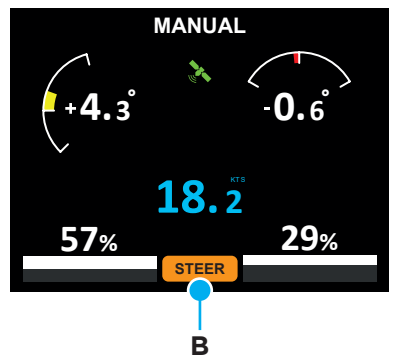 MANUAL
+4.3° -0.6°
KTS
18.2
57% 29%
STEER
B